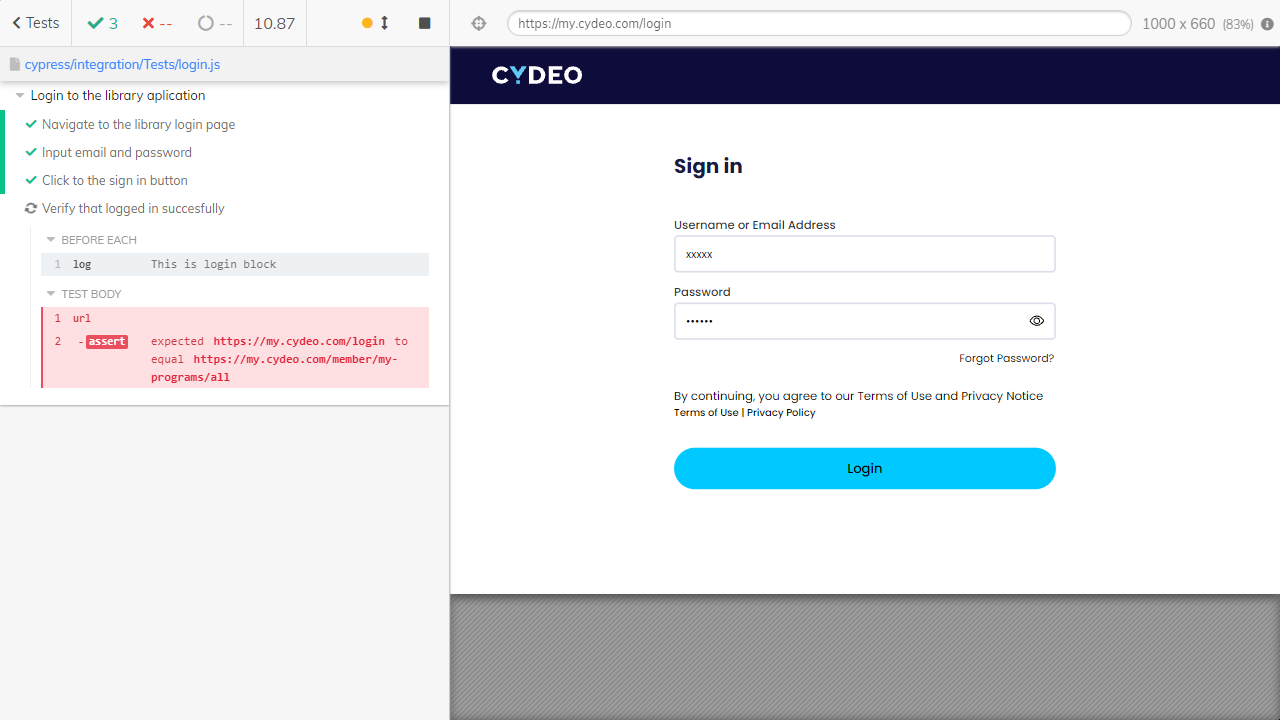 Tests
3
--
--
10.87
https://my.cydeo.com/login
1000 x 660 (83%)
cypress/integration/Tests/login.js
Login to the library aplication
Navigate to the library login page
Input email and password
Click to the sign in button
Verify that logged in succesfully
BEFORE EACH
1 log This is login block
TEST BODY
1 url
2 -assert expected https://my.cydeo.com/login to
equal https://my.cydeo.com/member/my-
programs/all
CYDEO
Sign in
Username or Email Address
xxxxx
Password
••••••
Forgot Password?
By continuing, you agree to our Terms of Use and Privacy Notice
Terms of Use | Privacy Policy
Login